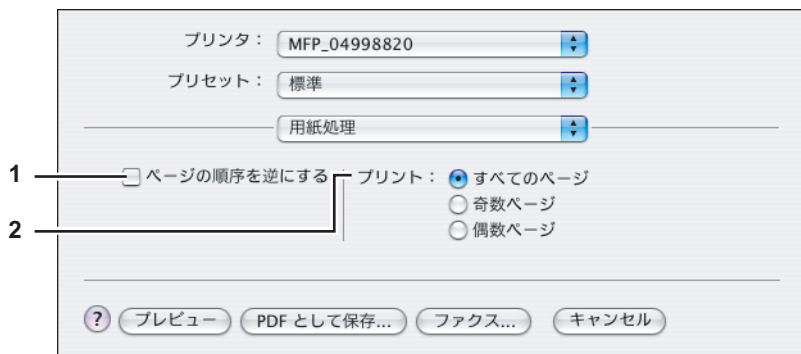 プリンタ： MFP_04998820
プリセット： 標準
用紙処理
1 ページの順序を逆にする プリント： すべてのページ
奇数ページ
2 偶数ページ
? プレビュー PDF として保存... ファクス... キャンセル